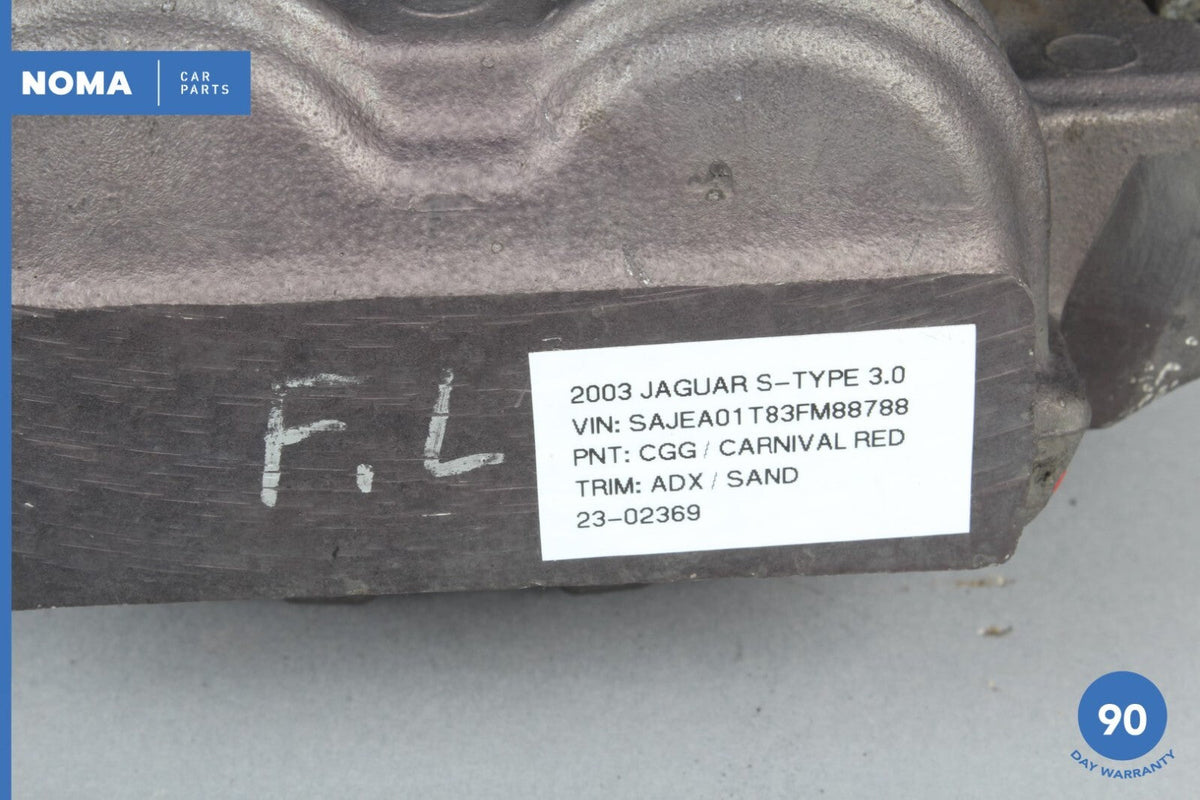 NOMA
CAR
PARTS
F.L
2003 JAGUAR S-TYPE 3.0
VIN: SAJEA01T83FM88788
PNT: CGG / CARNIVAL RED
TRIM: ADX / SAND
23-02369
90
DAY WARRANTY